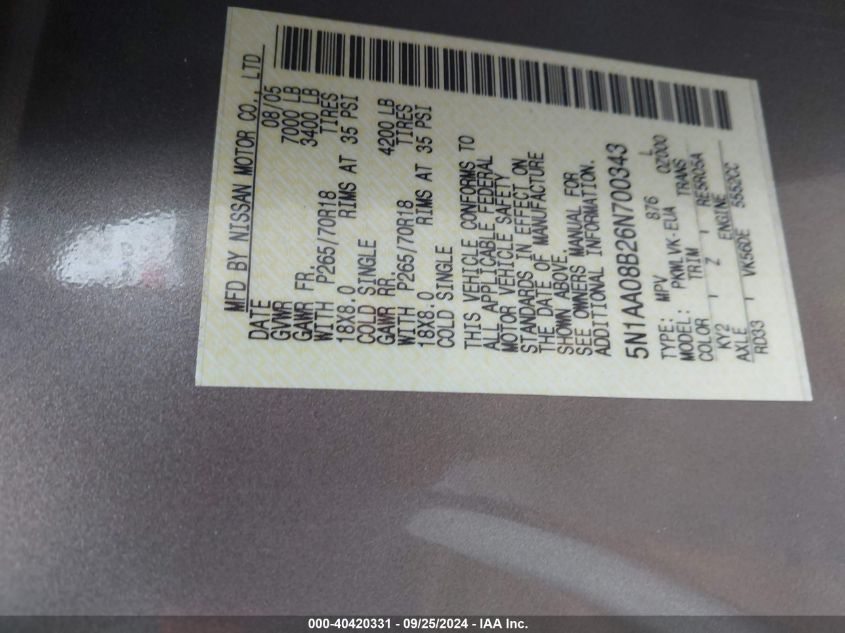 MFD BY NISSAN MOTOR CO., LTD
DATE 08/05
GVWR 7000 LB
GAWR FR. 3400 LB
WITH P265/70R18 TIRES
18X8.0 RIMS AT 35 PSI
COLD SINGLE
GAWR RR. 4200 LB
WITH P265/70R18 TIRES
18X8.0 RIMS AT 35 PSI
COLD SINGLE
THIS VEHICLE CONFORMS TO
ALL APPLICABLE FEDERAL
MOTOR VEHICLE SAFETY
STANDARDS IN EFFECT ON
THE DATE OF MANUFACTURE
SHOWN ABOVE.
SEE OWNERS MANUAL FOR
ADDITIONAL INFORMATION.
5N1AA08B26N700343
TYPE: MPV 876 L
MODEL: PKWLVK-EUA 0Z000
COLOR TRIM TRANS
KY2 Z RE5R05A
AXLE ENGINE
RD33 VK56DE 5552CC
000-40420331 - 09/25/2024 - IAA Inc.